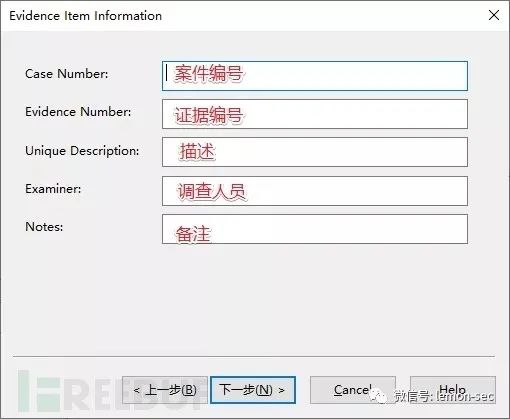 Evidence Item Information
Case Number: 案件编号
Evidence Number: 证据编号
Unique Description: 描述
Examiner: 调查人员
Notes: 备注
< 上一步(B) 下一步(N) > Cancel Help
微信号: lemon-sec
FREEBUF